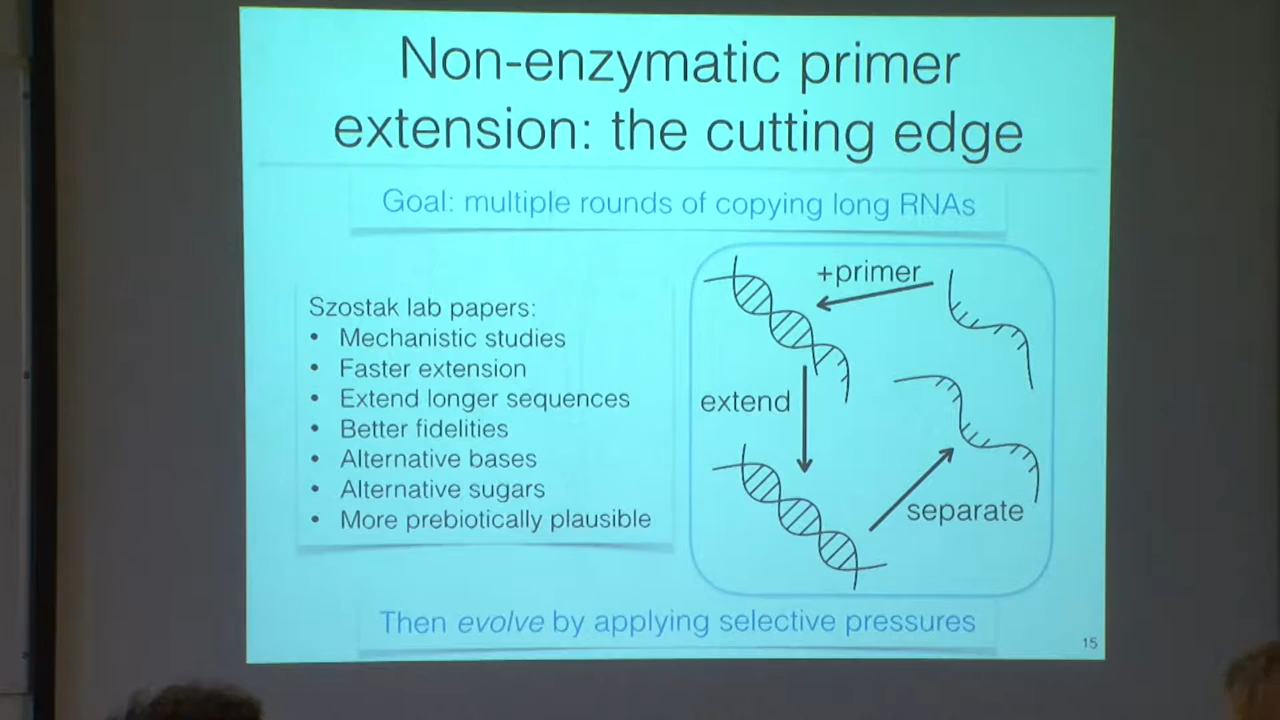 Non-enzymatic primer
extension: the cutting edge
Goal: multiple rounds of copying long RNAs
Szostak lab papers:
• Mechanistic studies
• Faster extension
• Extend longer sequences
• Better fidelities
• Alternative bases
• Alternative sugars
• More prebiotically plausible
+primer
extend
separate
Then evolve by applying selective pressures
15